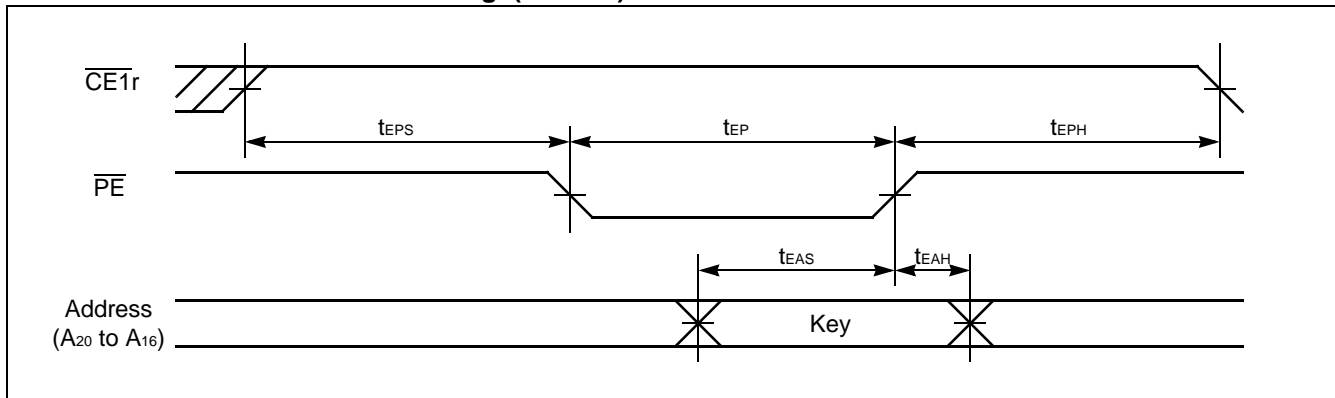 CE1r
tEPS
tEP
tEPH
PE
tEAS
tEAH
Address
(A20 to A16)
Key